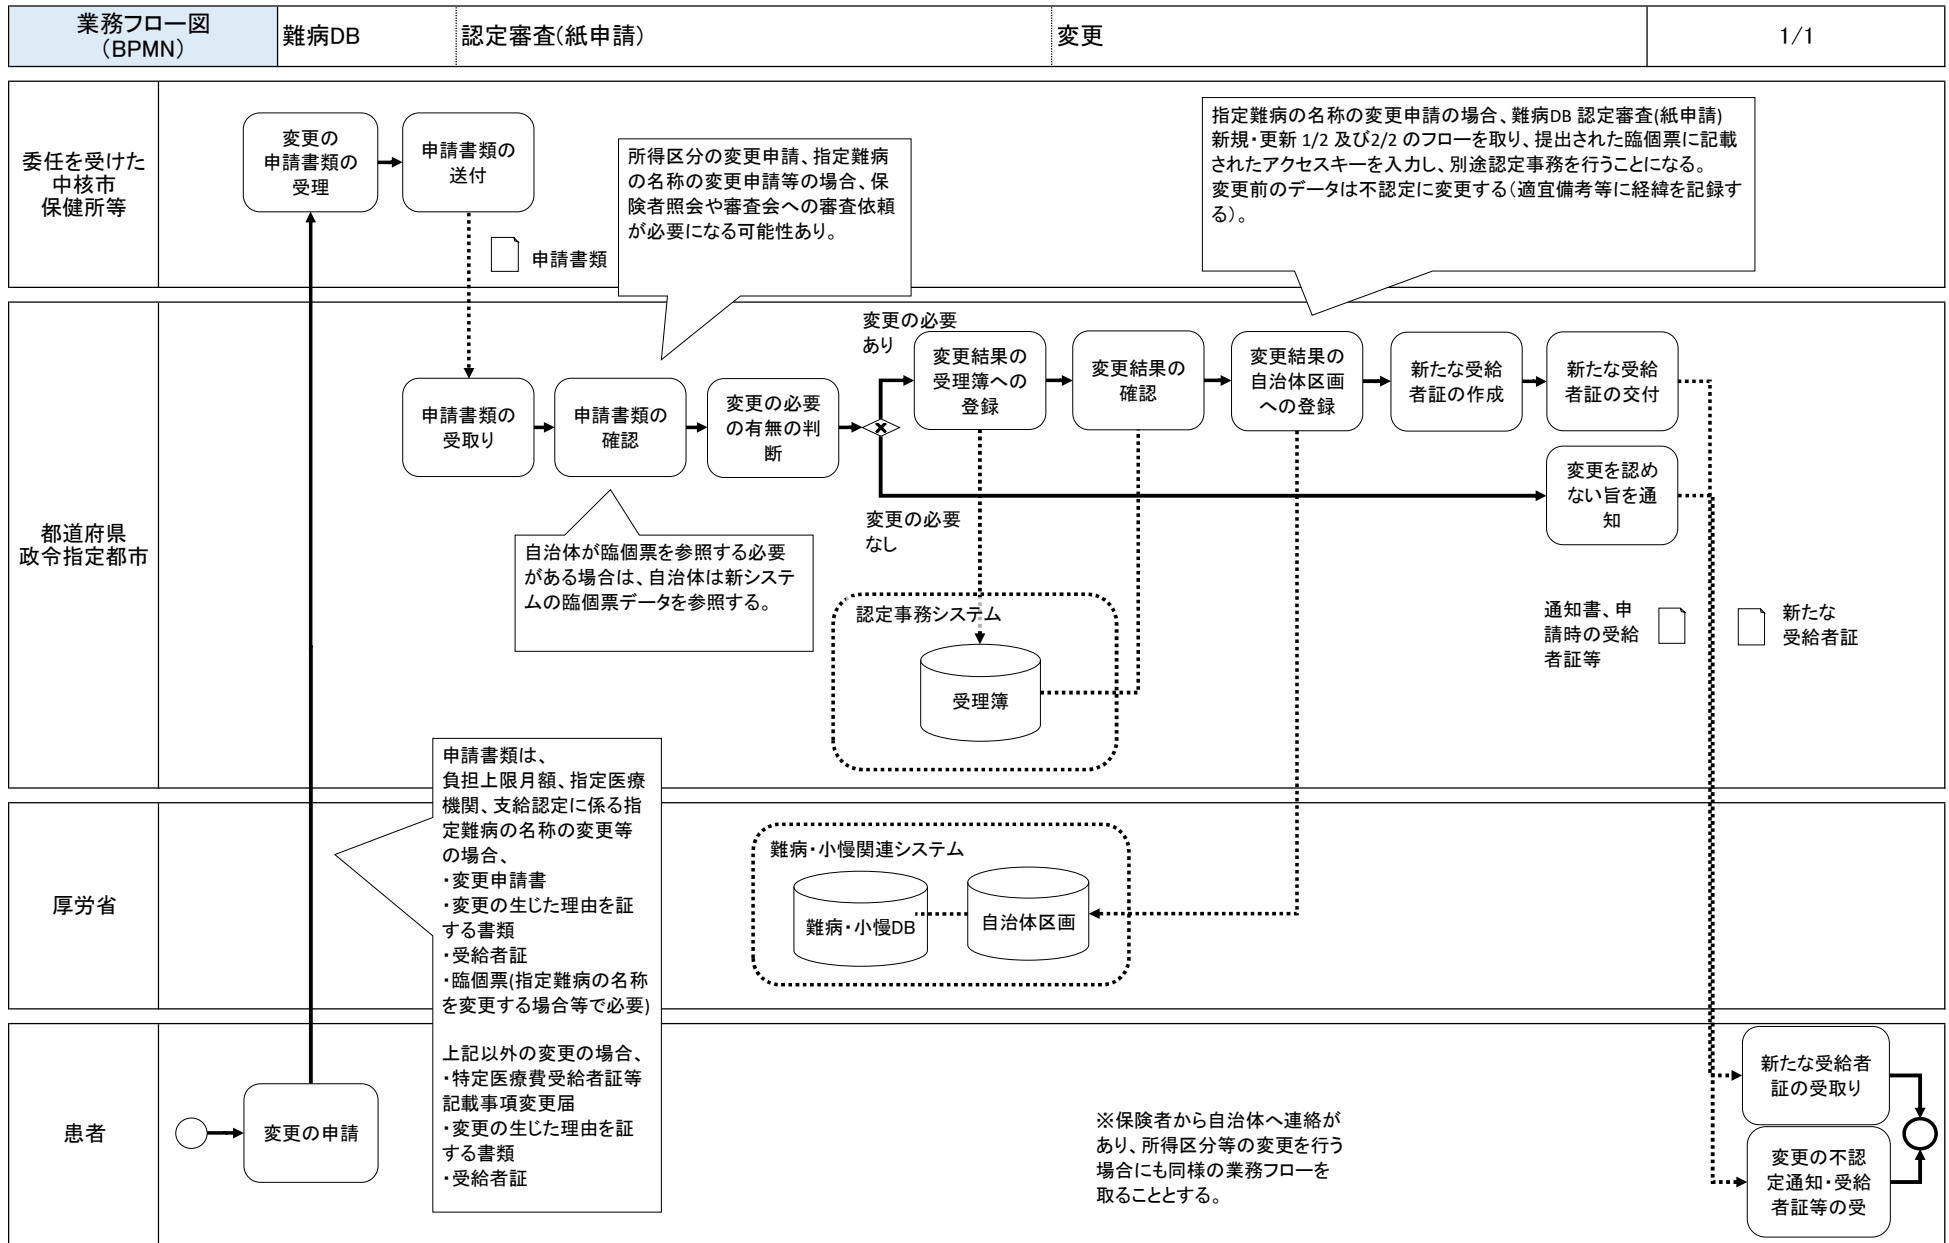 業務フロー図
（BPMN）
難病DB
認定審査(紙申請)
変更
1/1
委任を受けた
中核市
保健所等
変更の
申請書類の
受理
申請書類の
送付
申請書類
所得区分の変更申請、指定難病
の名称の変更申請等の場合、保
険者照会や審査会への審査依頼
が必要になる可能性あり。
指定難病の名称の変更申請の場合、難病DB 認定審査(紙申請)
新規・更新 1/2 及び2/2 のフローを取り、提出された臨個票に記載
されたアクセスキーを入力し、別途認定事務を行うことになる。
変更前のデータは不認定に変更する（適宜備考等に経緯を記録す
る）。
都道府県
政令指定都市
申請書類の
受取り
申請書類の
確認
変更の必要
の有無の判
断
変更の必要
あり
変更の必要
なし
変更結果の
受理簿への
登録
変更結果の
確認
変更結果の
自治体区画
への登録
新たな受給
者証の作成
新たな受給
者証の交付
変更を認め
ない旨を通
知
自治体が臨個票を参照する必要
がある場合は、自治体は新システ
ムの臨個票データを参照する。
認定事務システム
受理簿
通知書、申
請時の受給
者証等
新たな
受給者証
厚労省
申請書類は、
負担上限月額、指定医療
機関、支給認定に係る指
定難病の名称の変更等
の場合、
・変更申請書
・変更の生じた理由を証
する書類
・受給者証
・臨個票(指定難病の名称
を変更する場合等で必要)
上記以外の変更の場合、
・特定医療費受給者証等
記載事項変更届
・変更の生じた理由を証
する書類
・受給者証
難病・小慢関連システム
難病・小慢DB
自治体区画
患者
変更の申請
※保険者から自治体へ連絡が
あり、所得区分等の変更を行う
場合にも同様の業務フローを
取ることとする。
新たな受給者
証の受取り
変更の不認
定通知・受給
者証等の受